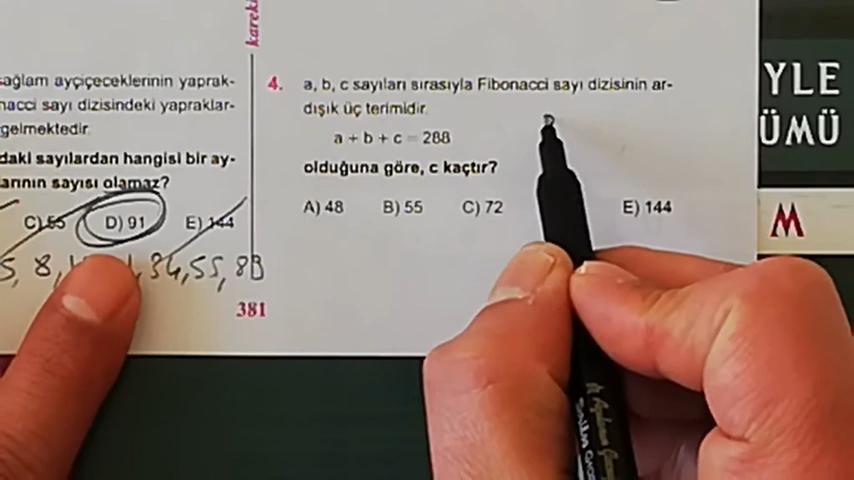 kareki
sağlam ayçiçeklerinin yaprak-
nacci sayı dizisindeki yapraklar-
gelmektedir.
daki sayılardan hangisi bir ay-
arının sayısı olamaz?
C) 55 D) 91 E) 144
5, 8, 34, 55, 89
381
4. a, b, c sayıları sırasıyla Fibonacci sayı dizisinin ar-
dışık üç terimidir.
a + b + c = 288
olduğuna göre, c kaçtır?
A) 48 B) 55 C) 72 E) 144
YLE
ÜMÜ
M